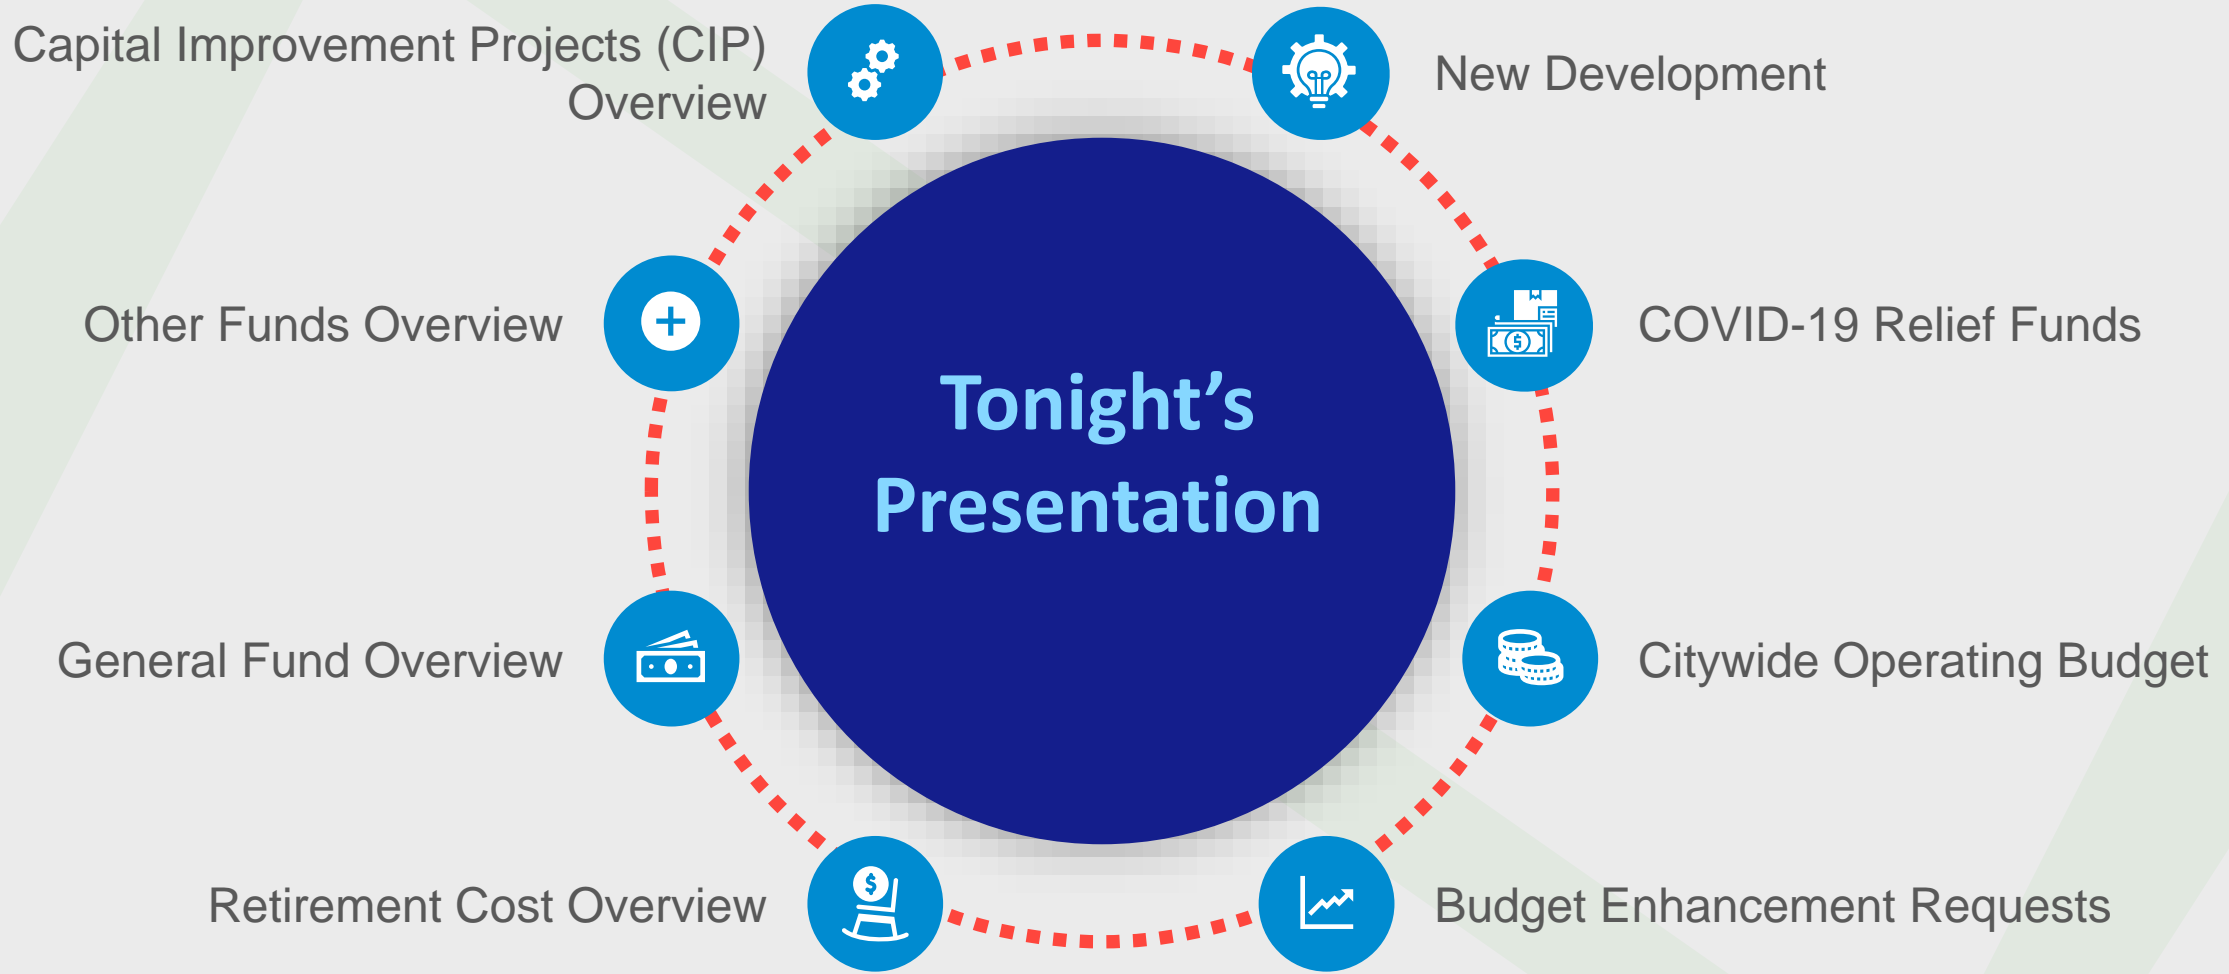 Capital Improvement Projects (CIP)
Overview
New Development
Other Funds Overview
COVID-19 Relief Funds
Tonight’s
Presentation
General Fund Overview
Citywide Operating Budget
Retirement Cost Overview
Budget Enhancement Requests